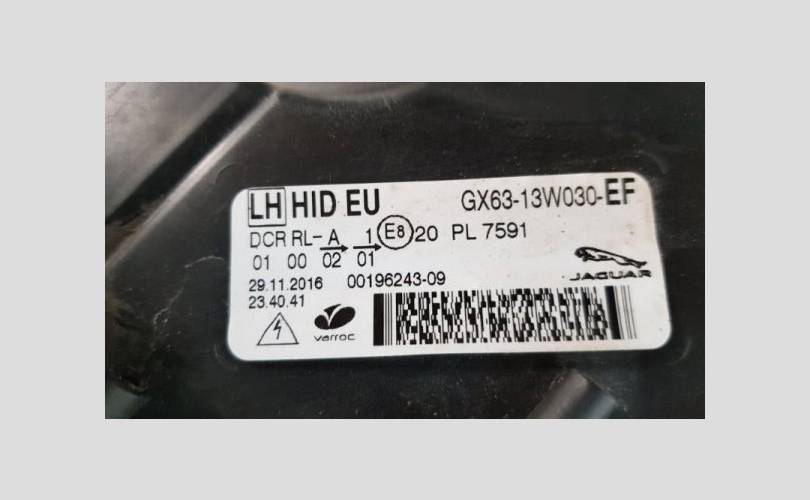 LH HID EU GX63-13W030-EF
DCR RL- A 1 E8 20 PL 7591
01 00 02 01
JAGUAR
29.11.2016 00196243-09
23.40.41
varroc